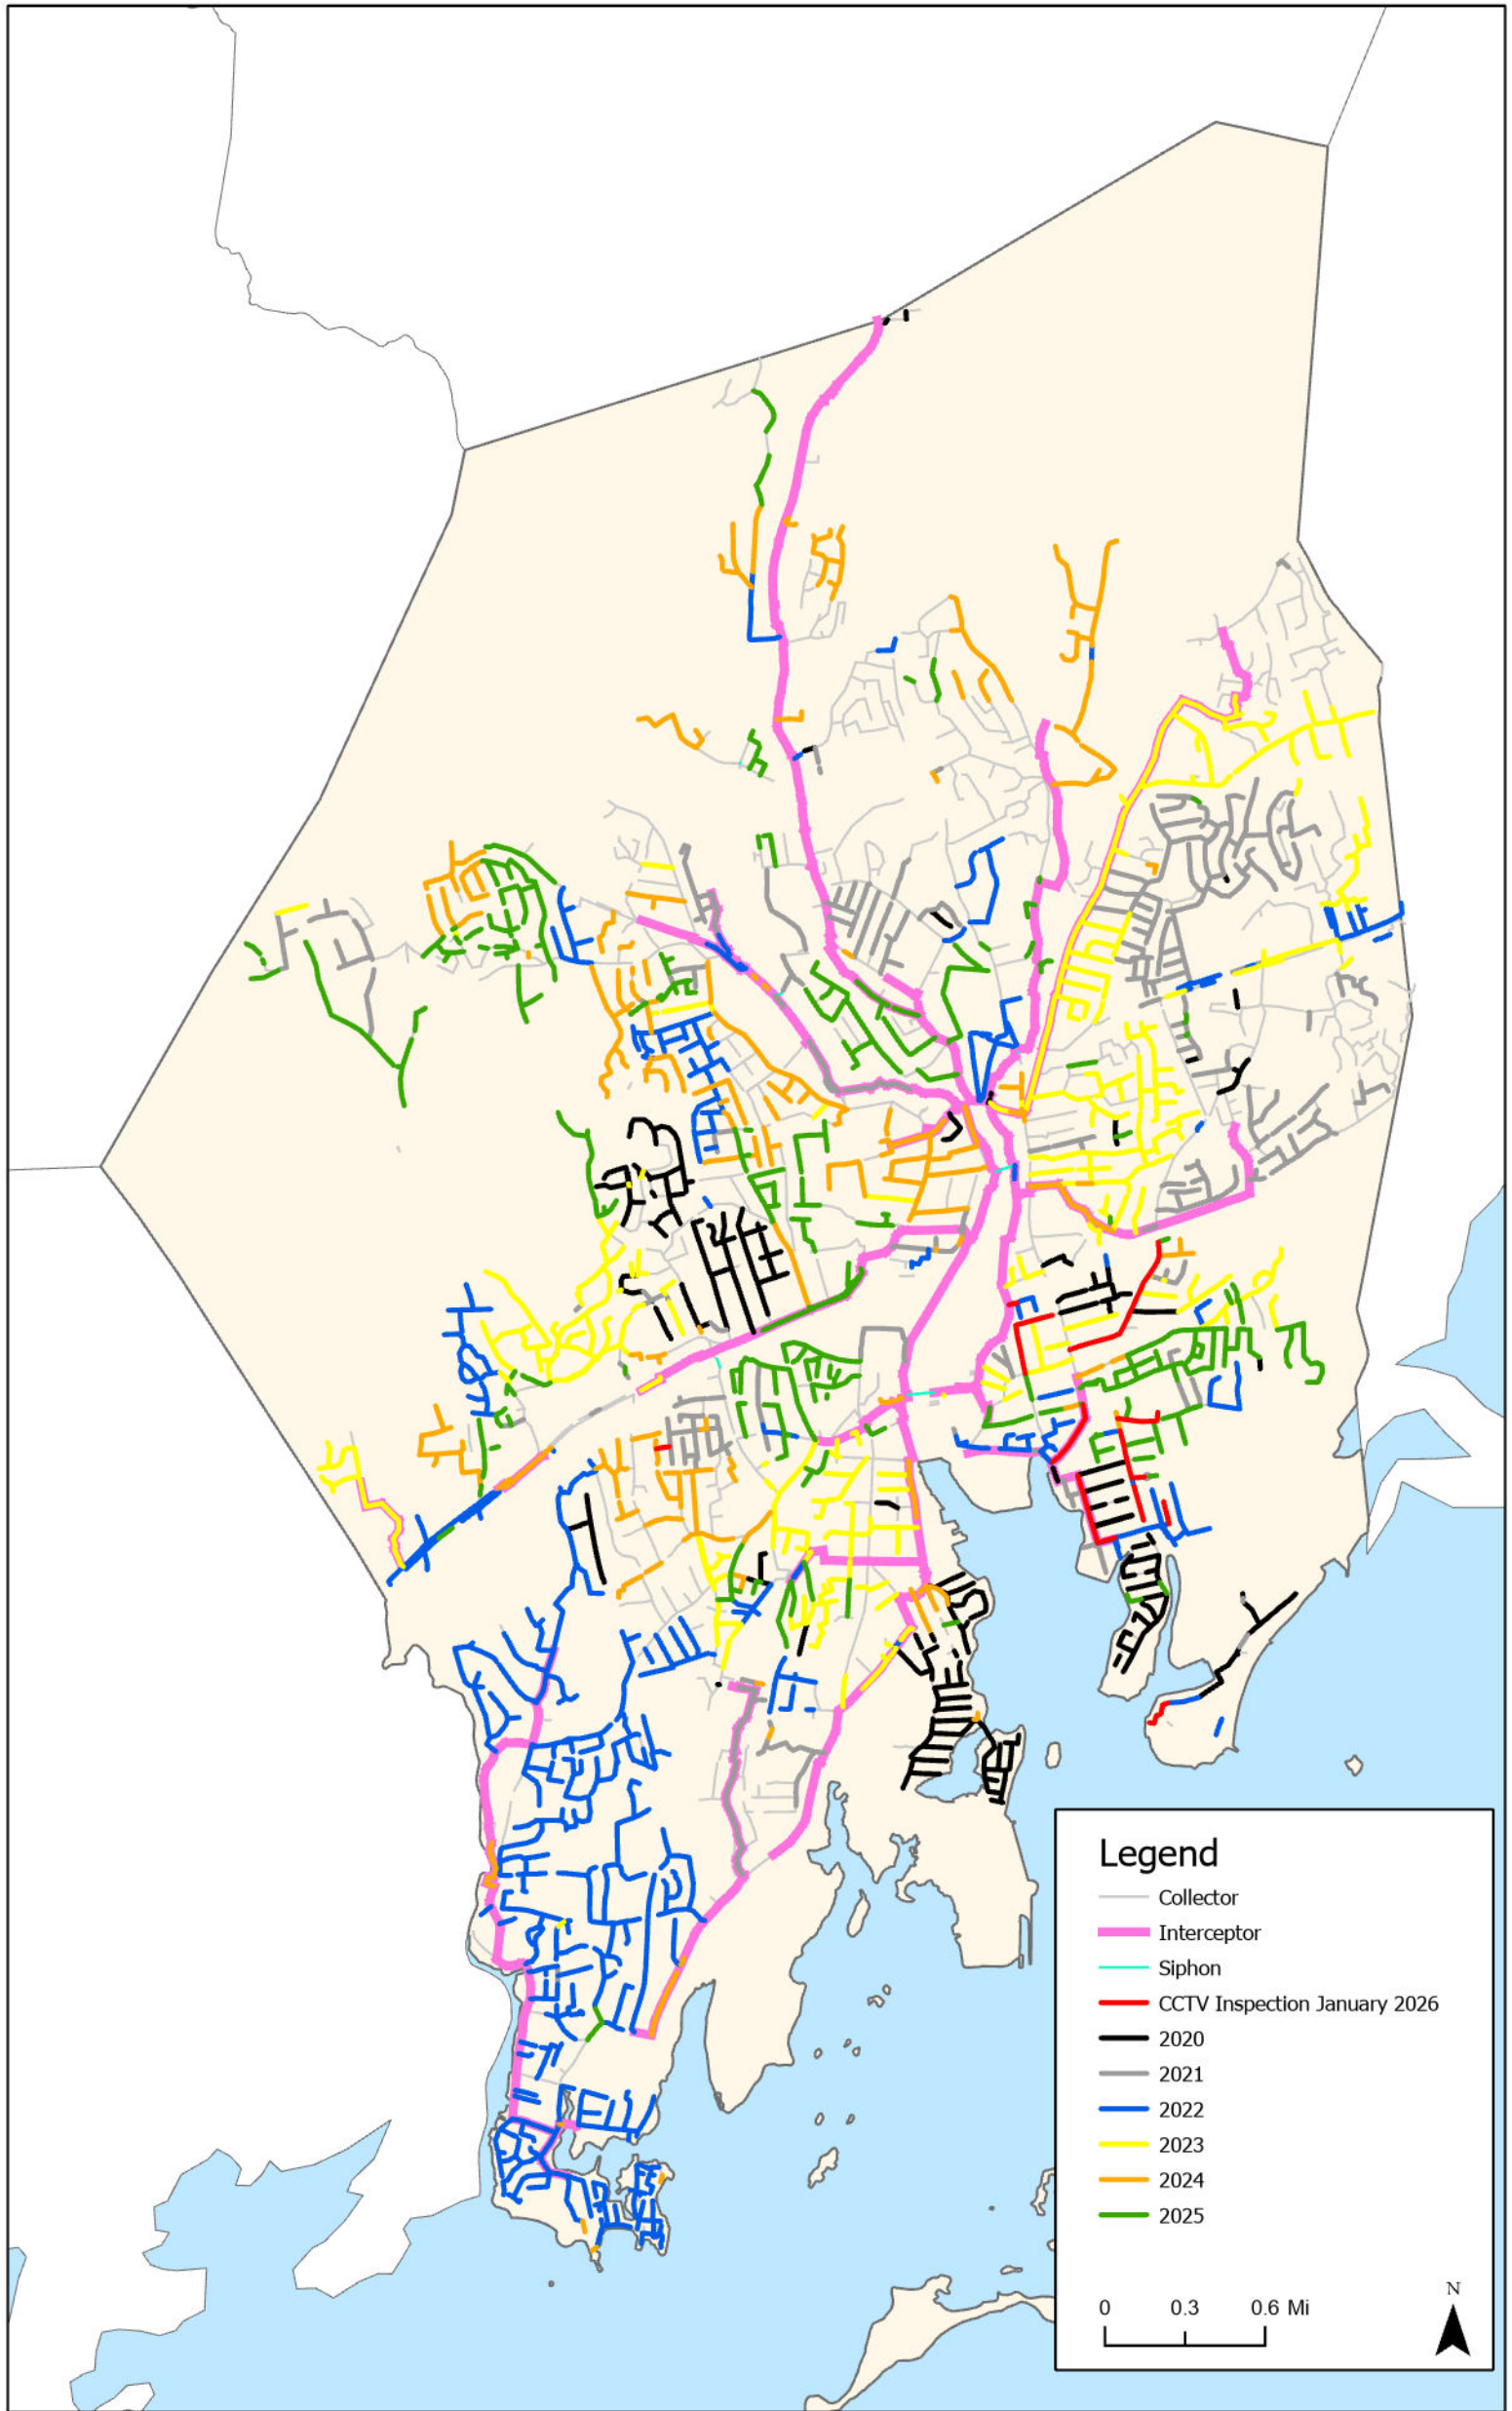 Legend
Collector
Interceptor
Siphon
CCTV Inspection January 2026
2020
2021
2022
2023
2024
2025
0 0.3 0.6 Mi
N